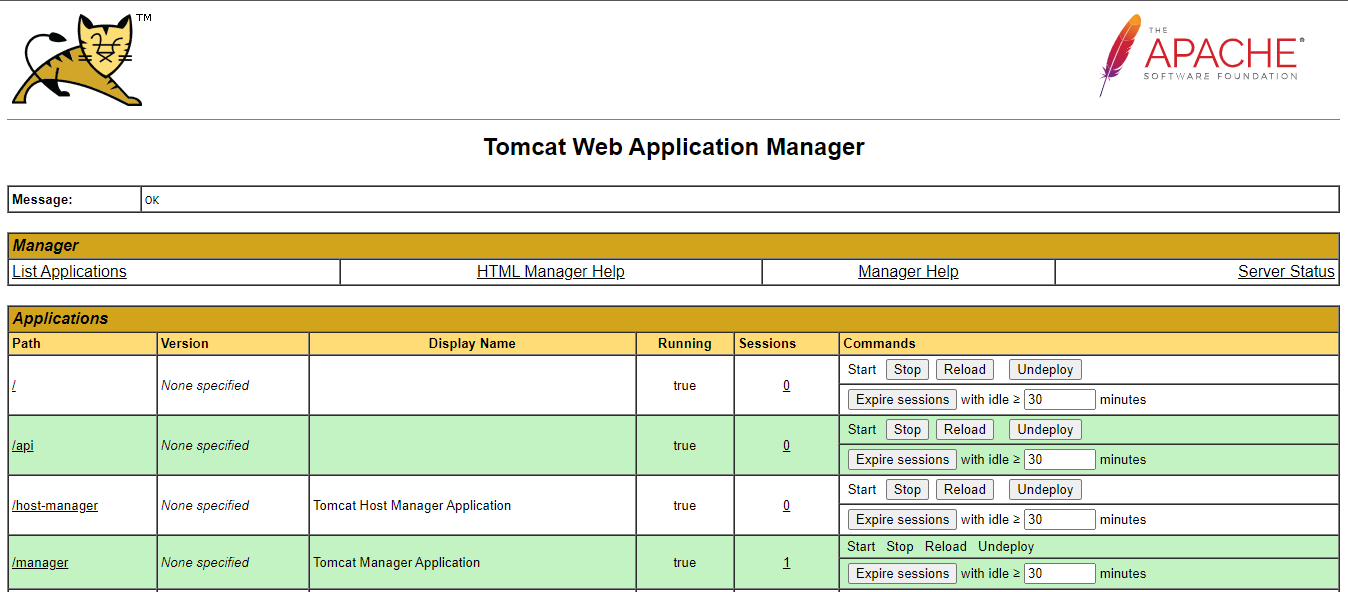 TM
THE
APACHE®
SOFTWARE FOUNDATION
Tomcat Web Application Manager
Message: OK
Manager
List Applications HTML Manager Help Manager Help Server Status
Applications
Path Version Display Name Running Sessions Commands
/ None specified true 0 Start Stop Reload Undeploy
Expire sessions with idle ≥ 30 minutes
/api None specified true 0 Start Stop Reload Undeploy
Expire sessions with idle ≥ 30 minutes
/host-manager None specified Tomcat Host Manager Application true 0 Start Stop Reload Undeploy
Expire sessions with idle ≥ 30 minutes
/manager None specified Tomcat Manager Application true 1 Start Stop Reload Undeploy
Expire sessions with idle ≥ 30 minutes